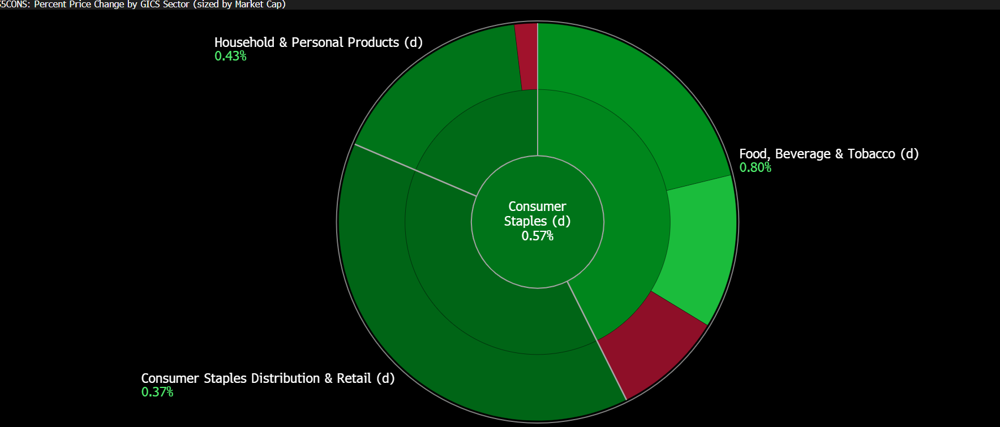 S5CONS: Percent Price Change by GICS Sector (sized by Market Cap)
Household & Personal Products (d)
0.43%
Food, Beverage & Tobacco (d)
0.80%
Consumer
Staples (d)
0.57%
Consumer Staples Distribution & Retail (d)
0.37%